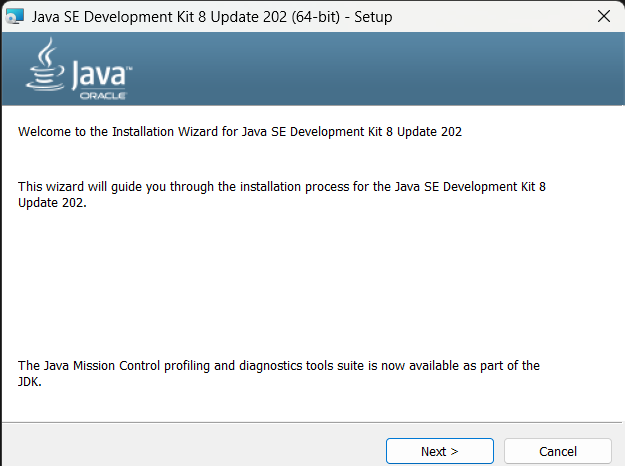 Java SE Development Kit 8 Update 202 (64-bit) - Setup
Java™
ORACLE
Welcome to the Installation Wizard for Java SE Development Kit 8 Update 202
This wizard will guide you through the installation process for the Java SE Development Kit 8
Update 202.
The Java Mission Control profiling and diagnostics tools suite is now available as part of the
JDK.
Next >
Cancel